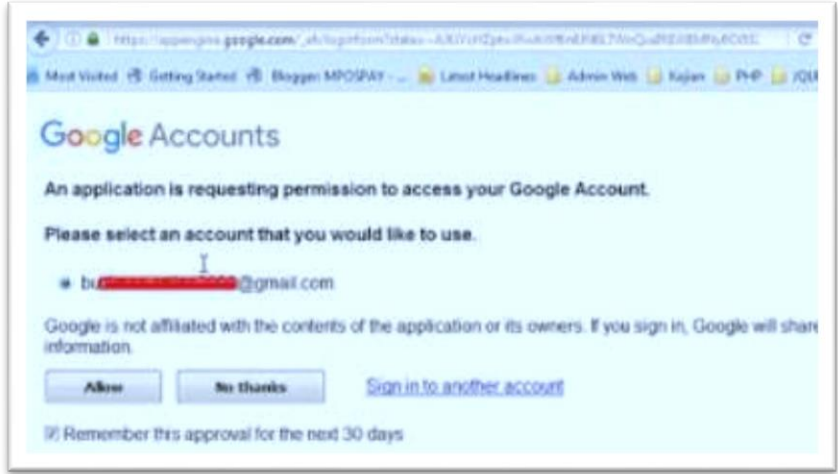 https://appengine.google.com/_ah/loginform?state=
Most Visited Getting Started Blogger: MPOSPAY - ... Latest Headlines Admin Web Kajian PHP
Google Accounts
An application is requesting permission to access your Google Account.
Please select an account that you would like to use.
bu @gmail.com
Google is not affiliated with the contents of the application or its owners. If you sign in, Google will share
information.
Allow No thanks Sign in to another account
Remember this approval for the next 30 days